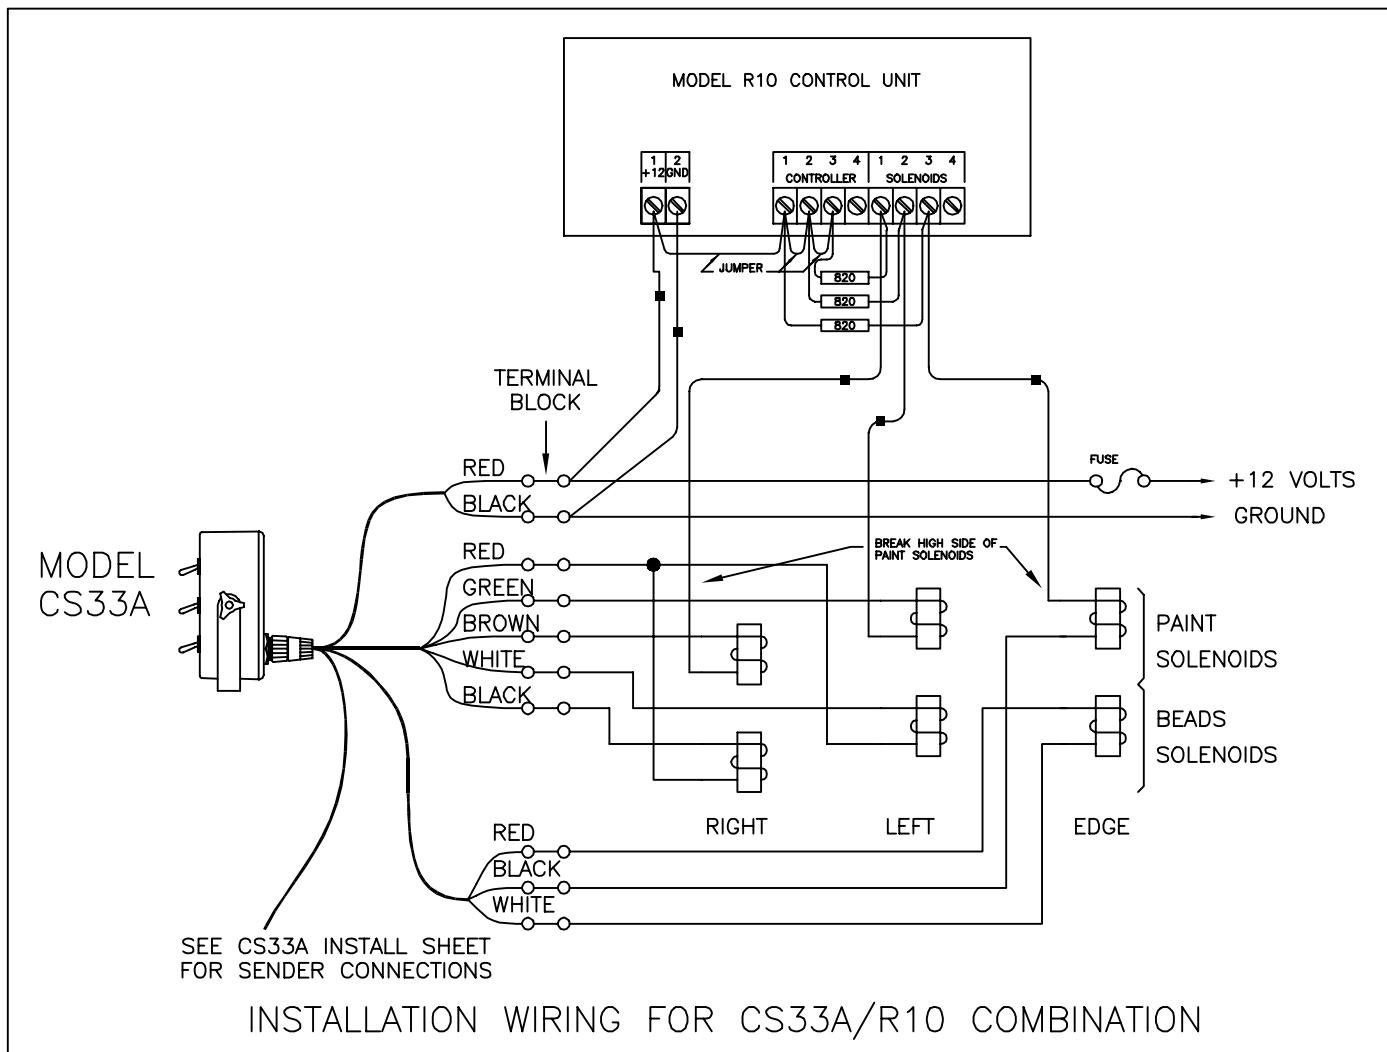 MODEL R10 CONTROL UNIT
1 2
+12 GND
1 2 3 4 1 2 3 4
CONTROLLER SOLENOIDS
JUMPER
820
820
820
TERMINAL
BLOCK
RED
BLACK
FUSE
+12 VOLTS
GROUND
MODEL
CS33A
RED
GREEN
BROWN
WHITE
BLACK
BREAK HIGH SIDE OF
PAINT SOLENOIDS
PAINT
SOLENOIDS
BEADS
SOLENOIDS
RIGHT LEFT EDGE
RED
BLACK
WHITE
SEE CS33A INSTALL SHEET
FOR SENDER CONNECTIONS
INSTALLATION WIRING FOR CS33A/R10 COMBINATION